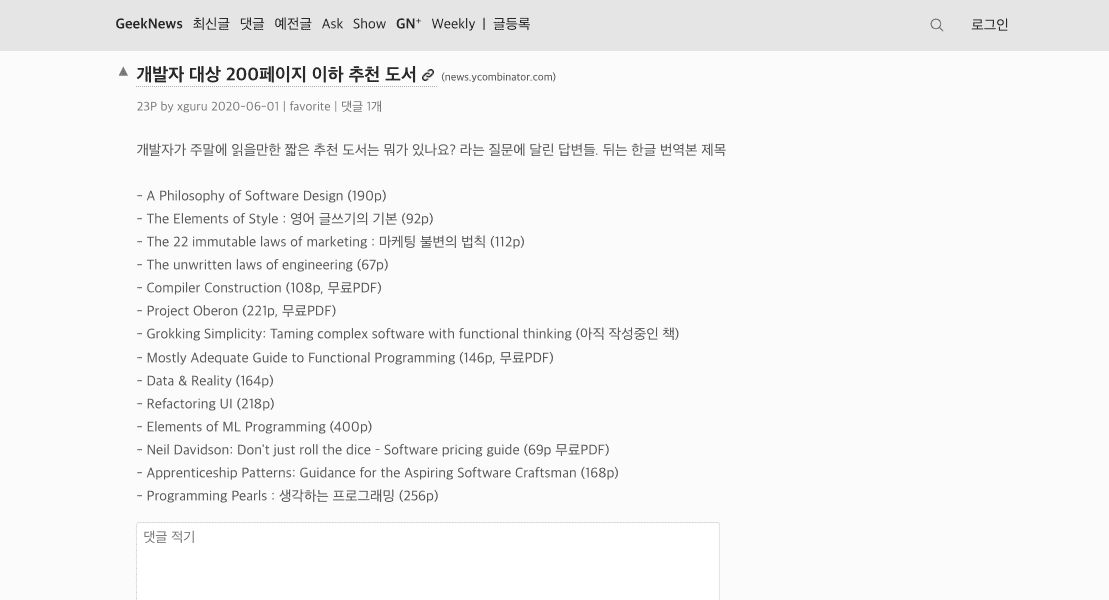 GeekNews 최신글 댓글 예전글 Ask Show GN⁺ Weekly | 글등록 로그인
▲ 개발자 대상 200페이지 이하 추천 도서 (news.ycombinator.com)
23P by xguru 2020-06-01 | favorite | 댓글 1개
개발자가 주말에 읽을만한 짧은 추천 도서는 뭐가 있나요? 라는 질문에 달린 답변들. 뒤는 한글 번역본 제목
- A Philosophy of Software Design (190p)
- The Elements of Style : 영어 글쓰기의 기본 (92p)
- The 22 immutable laws of marketing : 마케팅 불변의 법칙 (112p)
- The unwritten laws of engineering (67p)
- Compiler Construction (108p, 무료PDF)
- Project Oberon (221p, 무료PDF)
- Grokking Simplicity: Taming complex software with functional thinking (아직 작성중인 책)
- Mostly Adequate Guide to Functional Programming (146p, 무료PDF)
- Data & Reality (164p)
- Refactoring UI (218p)
- Elements of ML Programming (400p)
- Neil Davidson: Don't just roll the dice - Software pricing guide (69p 무료PDF)
- Apprenticeship Patterns: Guidance for the Aspiring Software Craftsman (168p)
- Programming Pearls : 생각하는 프로그래밍 (256p)
댓글 적기